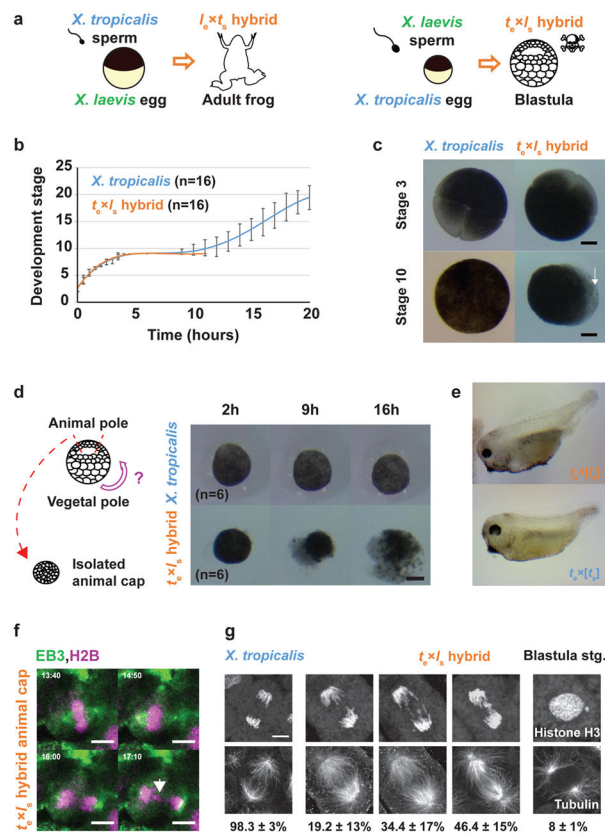 a
X. tropicalis
sperm
X. laevis egg
lₑ×tₛ hybrid
Adult frog
X. laevis
sperm
X. tropicalis egg
tₑ×lₛ hybrid
Blastula
b
Development stage
25
20
15
10
5
0
X. tropicalis (n=16)
tₑ×lₛ hybrid (n=16)
0 5 10 15 20
Time (hours)
c
X. tropicalis tₑ×lₛ hybrid
Stage 3
Stage 10
d
Animal pole
?
Vegetal pole
Isolated
animal cap
2h 9h 16h
X. tropicalis
(n=6)
tₑ×lₛ hybrid
(n=6)
e
tₑ×[lₛ]
tₑ×[tₛ]
f
EB3,H2B
tₑ×lₛ hybrid animal cap
13:40 14:50
16:00 17:10
g
X. tropicalis tₑ×lₛ hybrid Blastula stg.
Histone H3
Tubulin
98.3 ± 3% 19.2 ± 13% 34.4 ± 17% 46.4 ± 15% 8 ± 1%